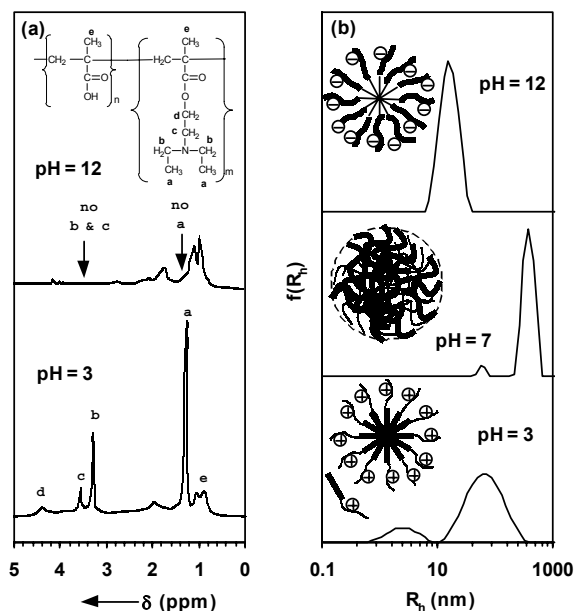 (a)
e
CH₃
CH₂
C
C
O
OH
n
e
CH₃
H₂C
C
C
O
O
d
CH₂
c
CH₂
b
b
H₂C
N
CH₂
CH₃
a
CH₃
a
m
pH = 12
no
b & c
no
a
a
pH = 3
b
c
d
e
5 4 3 2 1 0
δ (ppm)
(b)
pH = 12
pH = 7
pH = 3
f(Rₕ)
0.1 10 1000
Rₕ (nm)